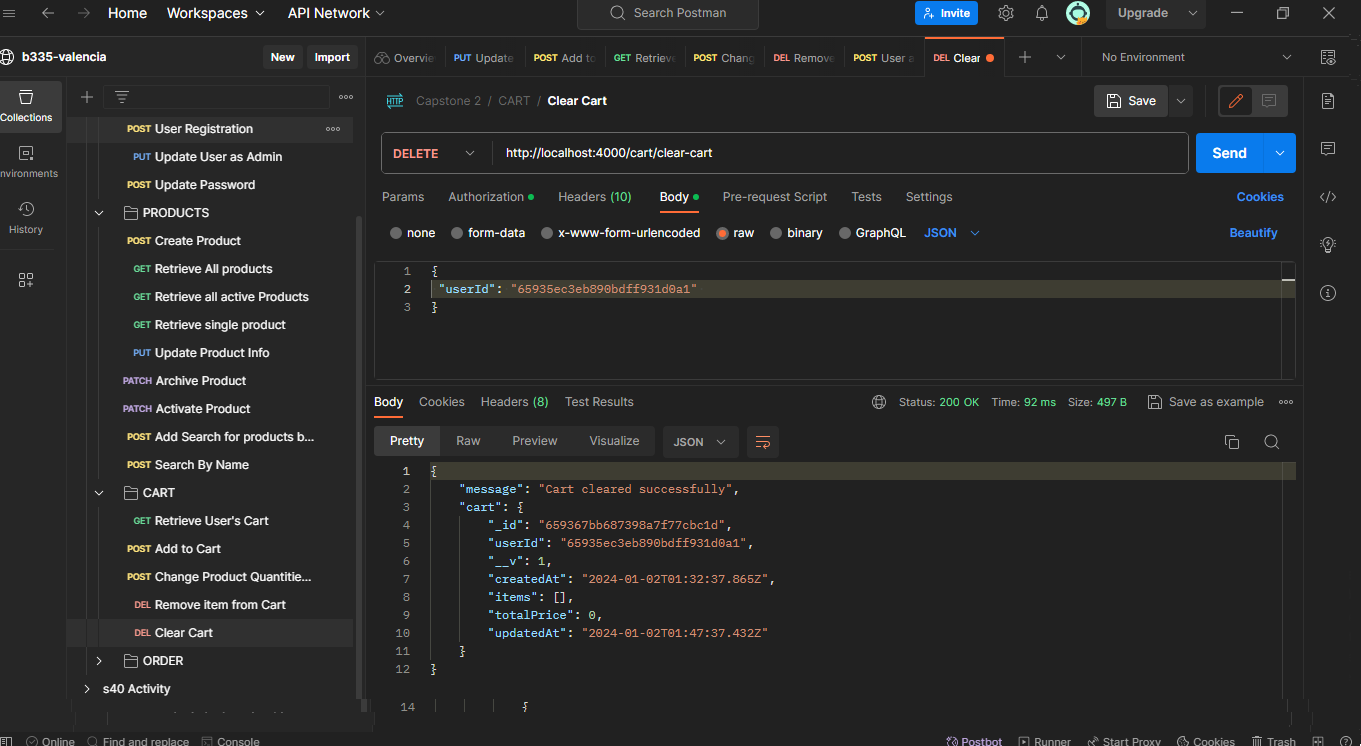 Home Workspaces API Network Search Postman Invite Upgrade
b335-valencia New Import Overvie PUT Update POST Add to GET Retrieve POST Chang DEL Remove POST User a DEL Clear No Environment
HTTP Capstone 2 / CART / Clear Cart Save
Collections
POST User Registration
DELETE http://localhost:4000/cart/clear-cart Send
PUT Update User as Admin
nvironments
POST Update Password
Params Authorization Headers (10) Body Pre-request Script Tests Settings Cookies
PRODUCTS
History
none form-data x-www-form-urlencoded raw binary GraphQL JSON Beautify
POST Create Product
GET Retrieve All products
1 {
GET Retrieve all active Products
2 "userId": "65935ec3eb890bdff931d0a1"
3 }
GET Retrieve single product
PUT Update Product Info
PATCH Archive Product
Body Cookies Headers (8) Test Results Status: 200 OK Time: 92 ms Size: 497 B Save as example
PATCH Activate Product
POST Add Search for products b...
Pretty Raw Preview Visualize JSON
POST Search By Name
1 {
2 "message": "Cart cleared successfully",
CART
3 "cart": {
GET Retrieve User's Cart
4 "_id": "659367bb687398a7f77cbc1d",
5 "userId": "65935ec3eb890bdff931d0a1",
POST Add to Cart
6 "__v": 1,
POST Change Product Quantitie...
7 "createdAt": "2024-01-02T01:32:37.865Z",
8 "items": [],
DEL Remove item from Cart
9 "totalPrice": 0,
DEL Clear Cart
10 "updatedAt": "2024-01-02T01:47:37.432Z"
11 }
ORDER
12 }
s40 Activity
14 {
Online Find and replace Console Postbot Runner Start Proxy Cookies Trash